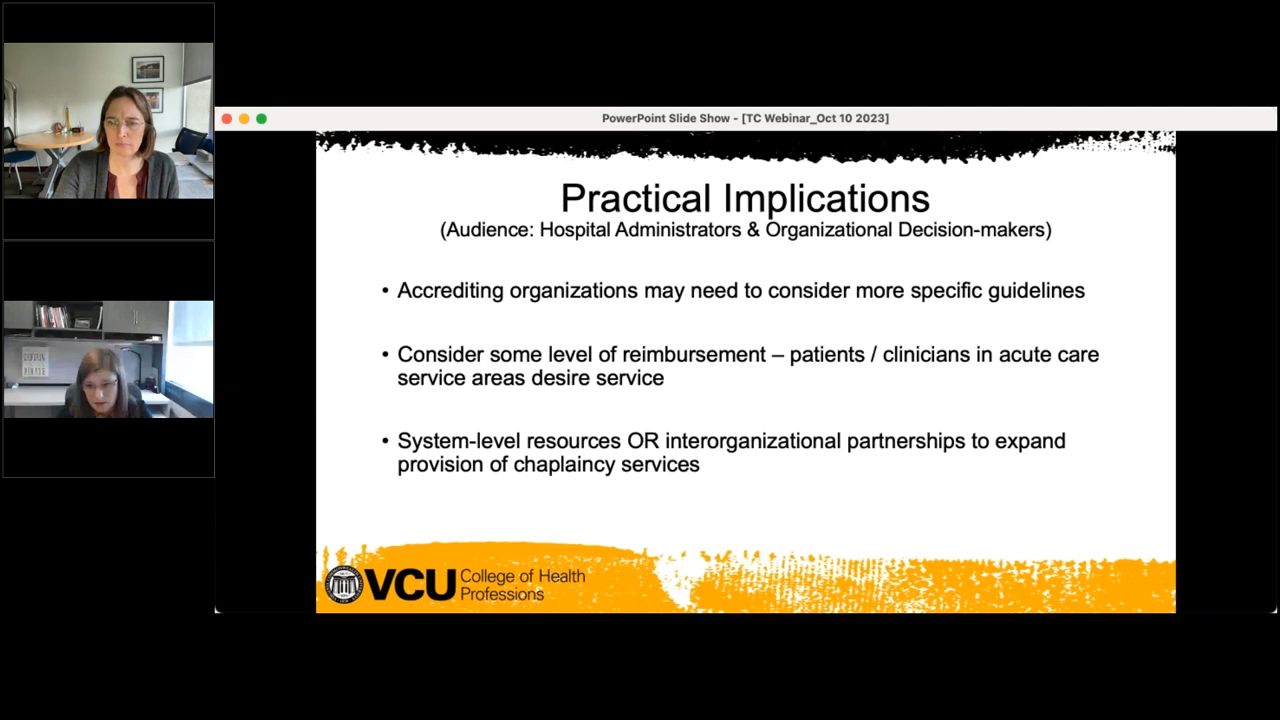 PowerPoint Slide Show - [TC Webinar_Oct 10 2023]
Practical Implications
(Audience: Hospital Administrators & Organizational Decision-makers)
• Accrediting organizations may need to consider more specific guidelines
• Consider some level of reimbursement – patients / clinicians in acute care
service areas desire service
• System-level resources OR interorganizational partnerships to expand
provision of chaplaincy services
VCU College of Health
Professions